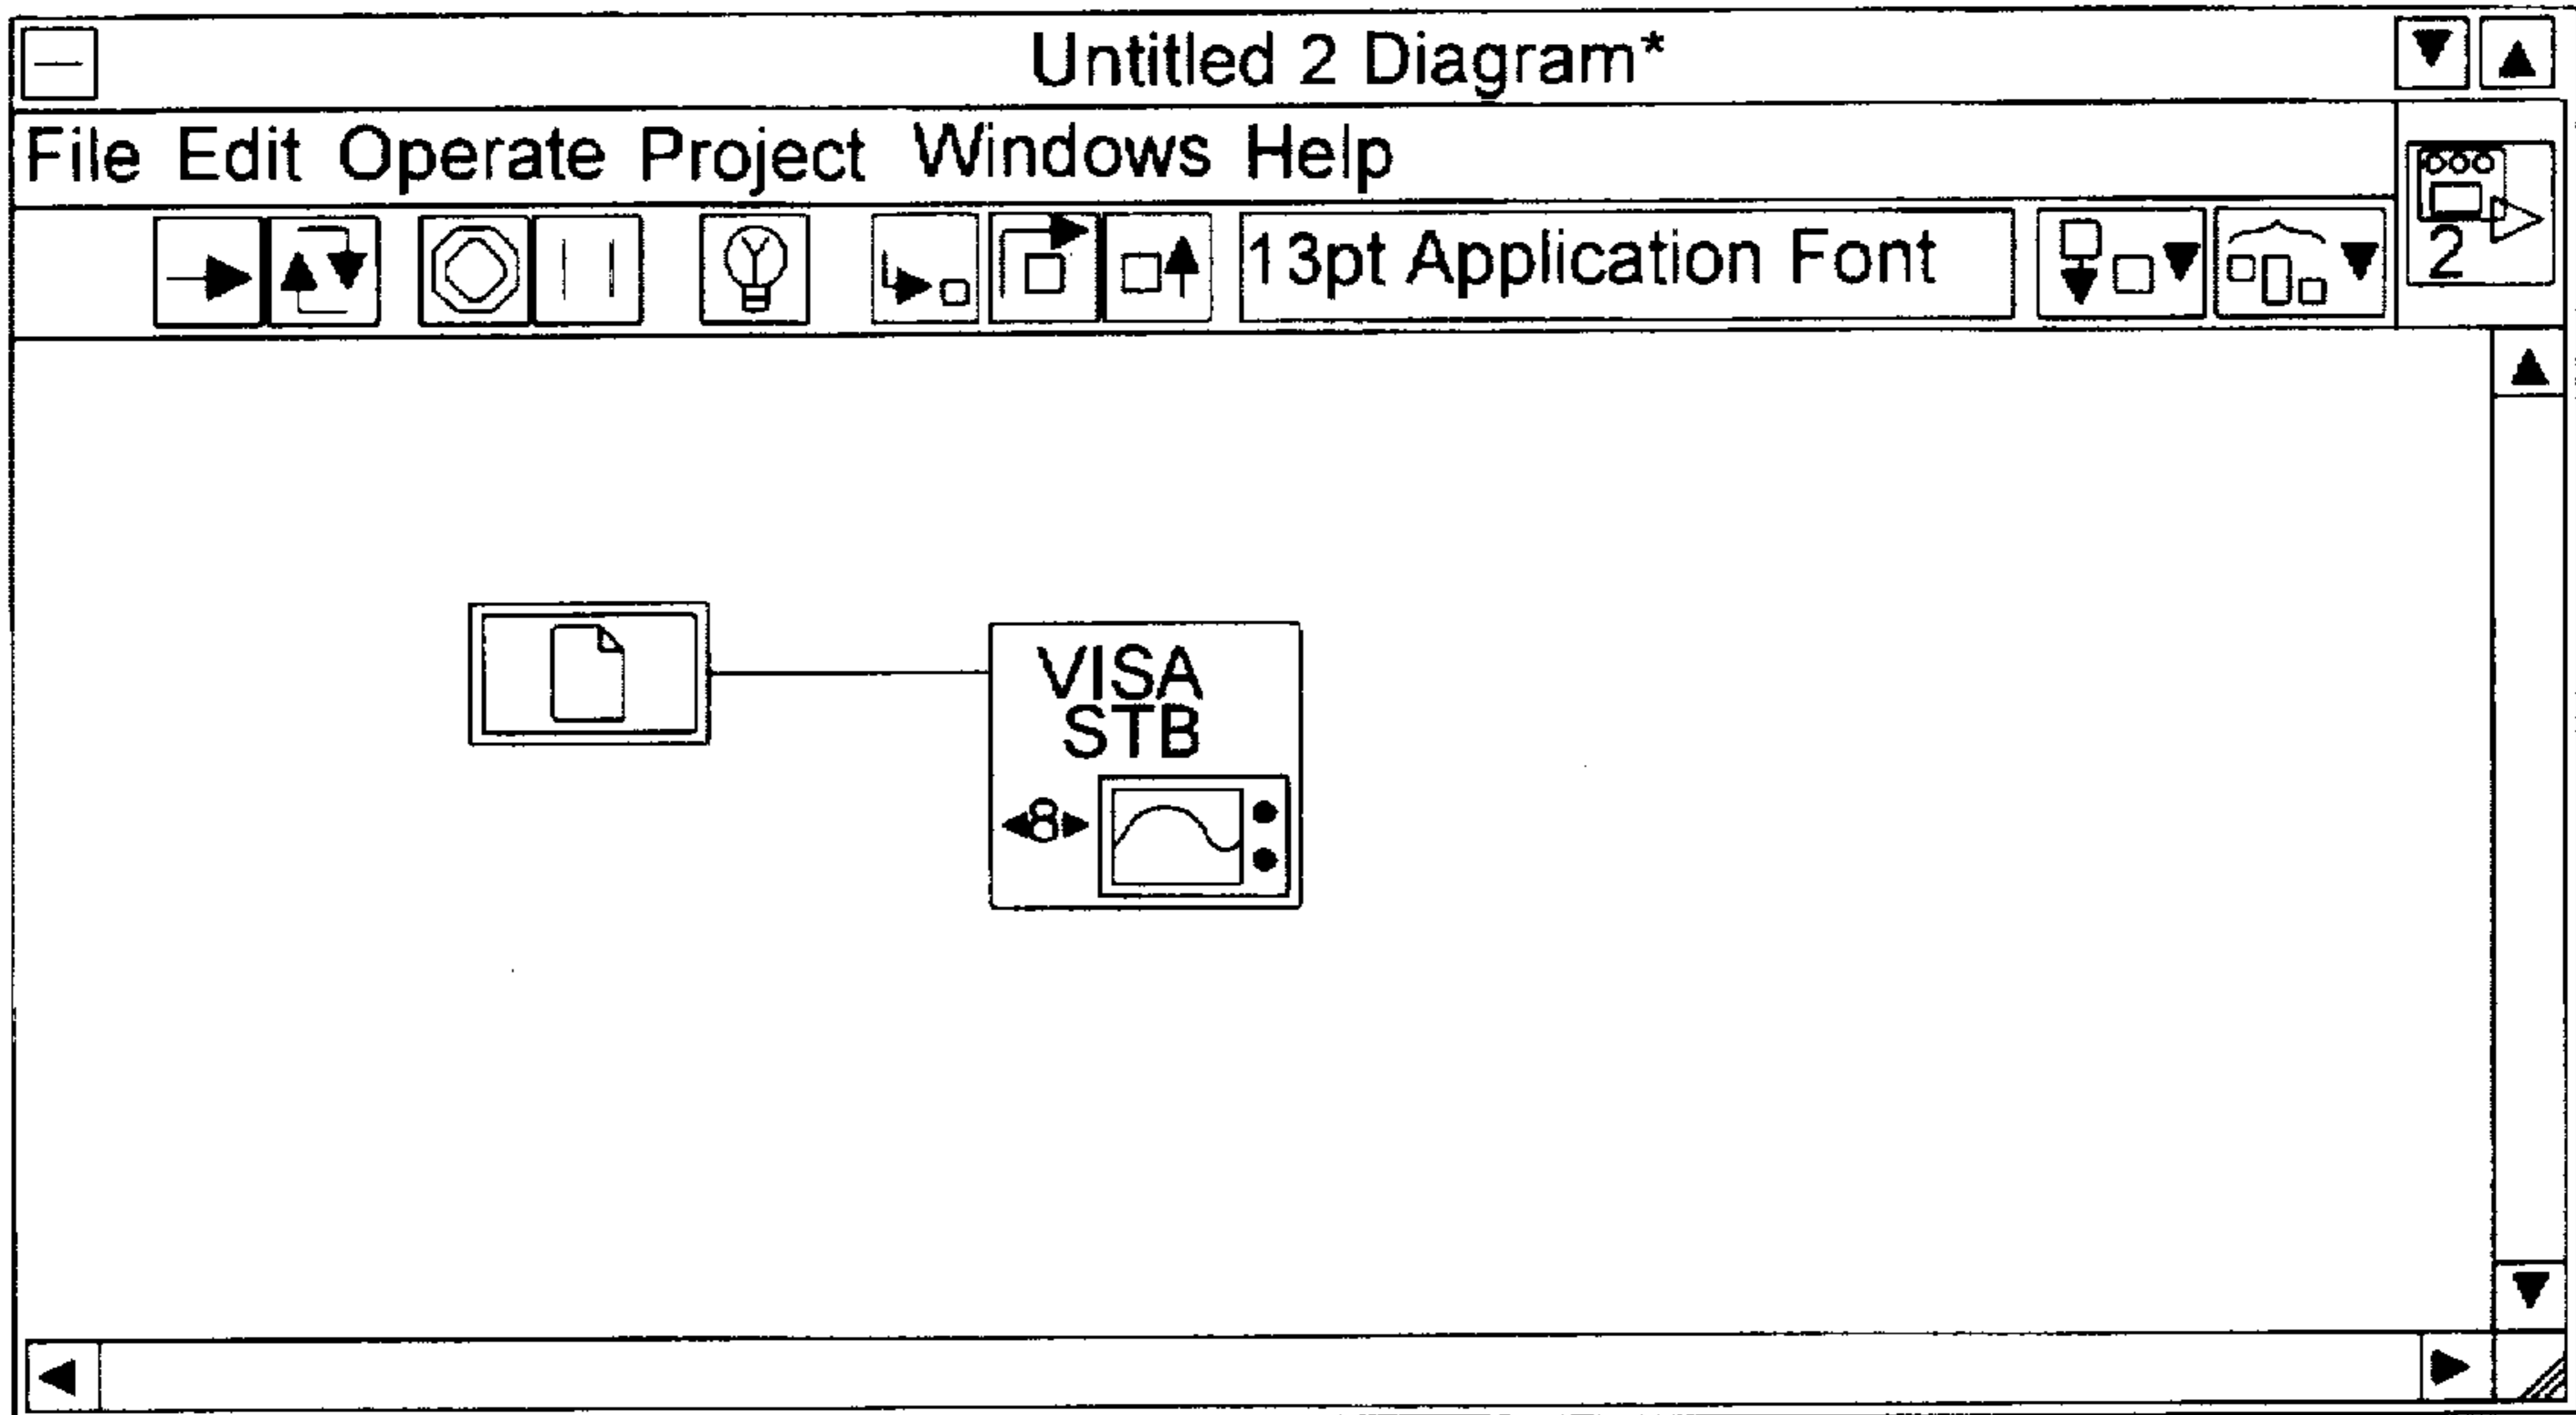 Untitled 2 Diagram*
File Edit Operate Project Windows Help
13pt Application Font
2
VISA
STB
8